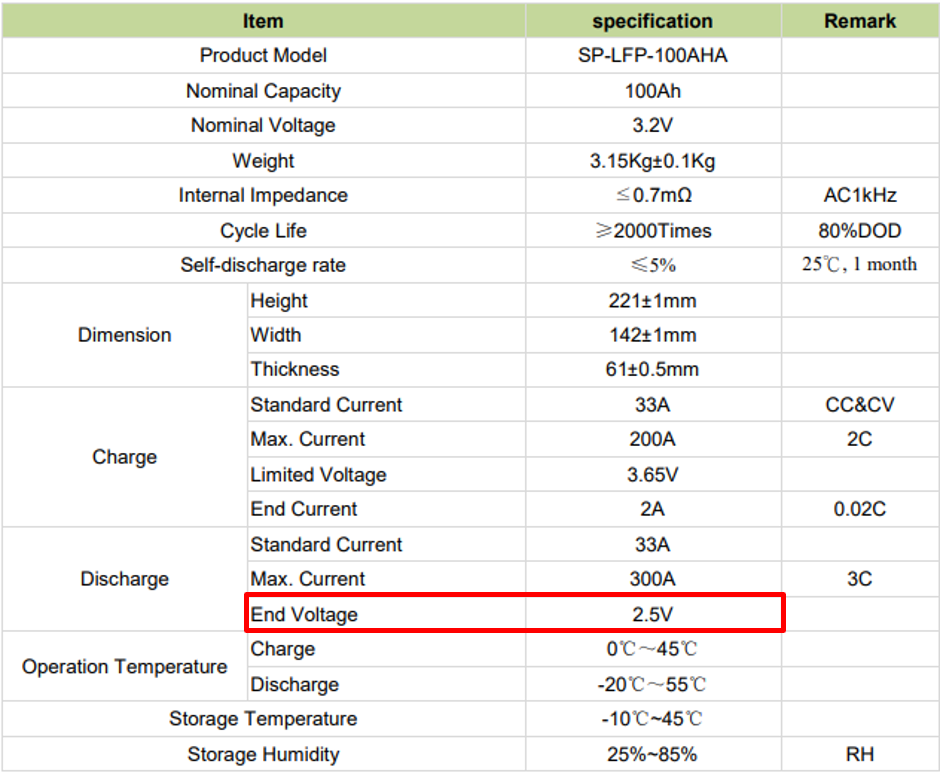 Item specification Remark
Product Model SP-LFP-100AHA
Nominal Capacity 100Ah
Nominal Voltage 3.2V
Weight 3.15Kg±0.1Kg
Internal Impedance ≤0.7mΩ AC1kHz
Cycle Life ≥2000Times 80%DOD
Self-discharge rate ≤5% 25℃, 1 month
Dimension
Height 221±1mm
Width 142±1mm
Thickness 61±0.5mm
Charge
Standard Current 33A CC&CV
Max. Current 200A 2C
Limited Voltage 3.65V
End Current 2A 0.02C
Discharge
Standard Current 33A
Max. Current 300A 3C
End Voltage 2.5V
Operation Temperature
Charge 0℃～45℃
Discharge -20℃～55℃
Storage Temperature -10℃~45℃
Storage Humidity 25%~85% RH